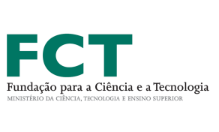 FCT
Fundação para a Ciência e a Tecnologia
MINISTÉRIO DA CIÊNCIA, TECNOLOGIA E ENSINO SUPERIOR